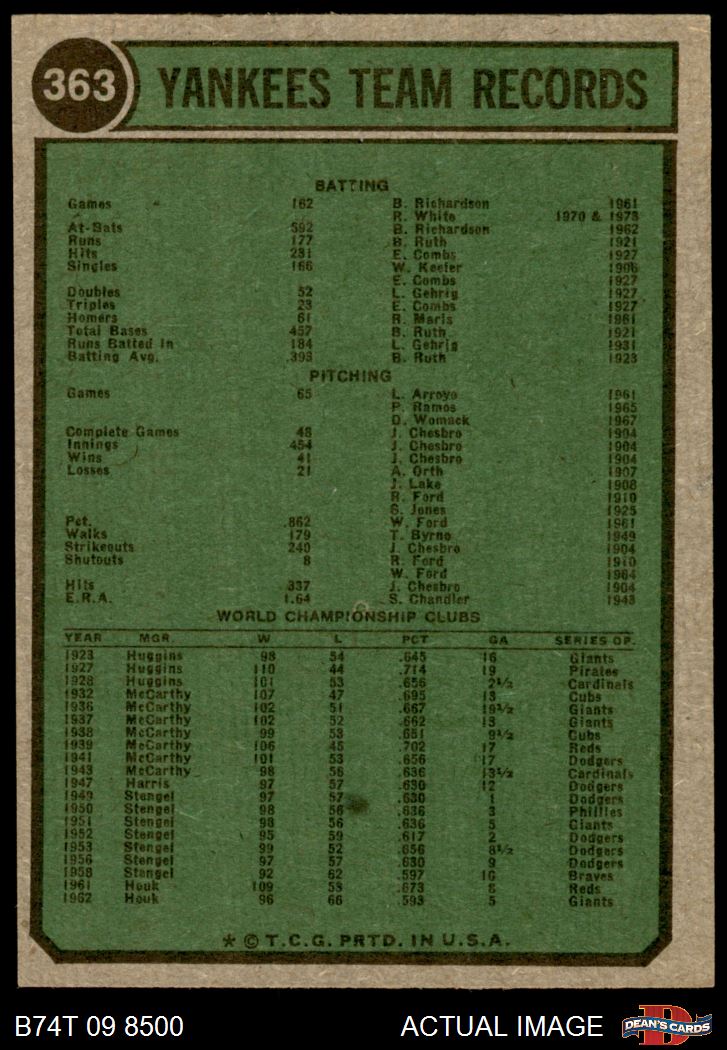 363 YANKEES TEAM RECORDS
BATTING
Games 162 B. Richardson 1961
R. White 1970 & 1973
At-Bats 592 B. Richardson 1962
Runs 177 B. Ruth 1921
Hits 231 E. Combs 1927
Singles 166 W. Keeler 1906
E. Combs 1927
Doubles 52 L. Gehrig 1927
Triples 23 E. Combs 1927
Homers 61 R. Maris 1961
Total Bases 457 B. Ruth 1921
Runs Batted In 184 L. Gehrig 1931
Batting Avg. .393 B. Ruth 1923
PITCHING
Games 65 L. Arroyo 1961
P. Ramos 1965
D. Womack 1967
Complete Games 48 J. Chesbro 1904
Innings 454 J. Chesbro 1904
Wins 41 J. Chesbro 1904
Losses 21 A. Orth 1907
J. Lake 1908
R. Ford 1910
S. Jones 1925
Pct. .862 W. Ford 1961
Walks 179 T. Byrne 1949
Strikeouts 240 J. Chesbro 1904
Shutouts 8 R. Ford 1910
W. Ford 1964
Hits 337 J. Chesbro 1904
E.R.A. 1.64 S. Chandler 1943
WORLD CHAMPIONSHIP CLUBS
YEAR MGR. W L PCT GA SERIES OP.
1923 Huggins 98 54 .645 16 Giants
1927 Huggins 110 44 .714 19 Pirates
1928 Huggins 101 53 .656 2½ Cardinals
1932 McCarthy 107 47 .695 13 Cubs
1936 McCarthy 102 51 .667 19½ Giants
1937 McCarthy 102 52 .662 13 Giants
1938 McCarthy 99 53 .651 9½ Cubs
1939 McCarthy 106 45 .702 17 Reds
1941 McCarthy 101 53 .656 17 Dodgers
1943 McCarthy 98 56 .636 13½ Cardinals
1947 Harris 97 57 .630 12 Dodgers
1949 Stengel 97 57 .630 1 Dodgers
1950 Stengel 98 56 .636 3 Phillies
1951 Stengel 98 56 .636 5 Giants
1952 Stengel 95 59 .617 2 Dodgers
1953 Stengel 99 52 .656 8½ Dodgers
1956 Stengel 97 57 .630 9 Dodgers
1958 Stengel 92 62 .597 10 Braves
1961 Houk 109 53 .673 8 Reds
1962 Houk 96 66 .593 5 Giants
* © T.C.G. PRTD. IN U.S.A.
B74T 09 8500 ACTUAL IMAGE DEAN'S CARDS